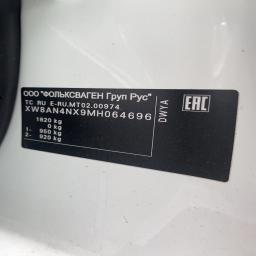 ООО "ФОЛЬКСВАГЕН Груп Рус"
TC RU E-RU.MT02.00974
XW8AN4NX9MH064696
1820 kg
0 kg
1- 950 kg
2- 920 kg
DWYA
EAC